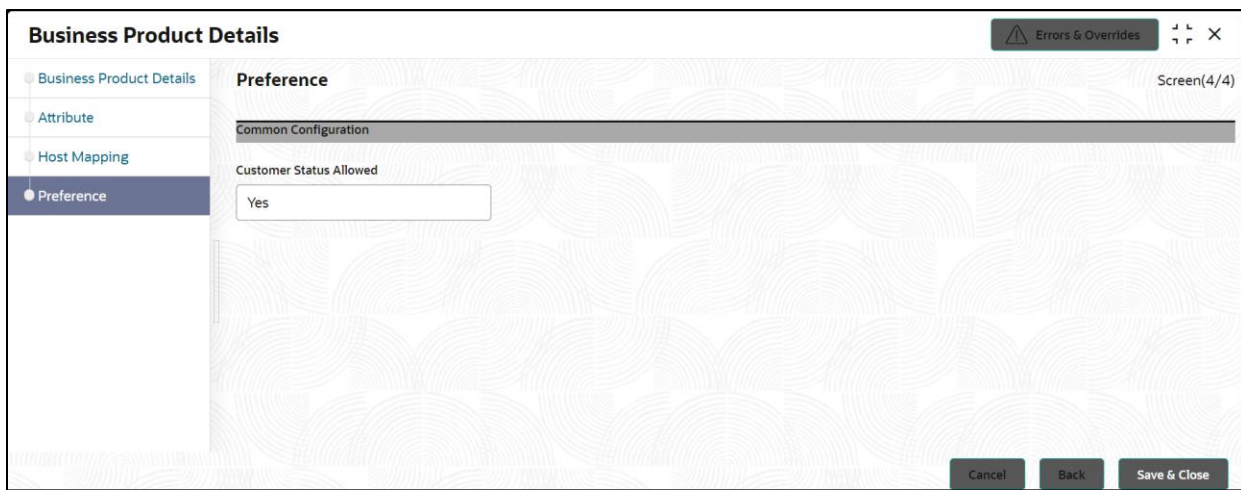 Business Product Details
Errors & Overrides
Business Product Details
Attribute
Host Mapping
Preference
Preference
Screen(4/4)
Common Configuration
Customer Status Allowed
Yes
Cancel
Back
Save & Close